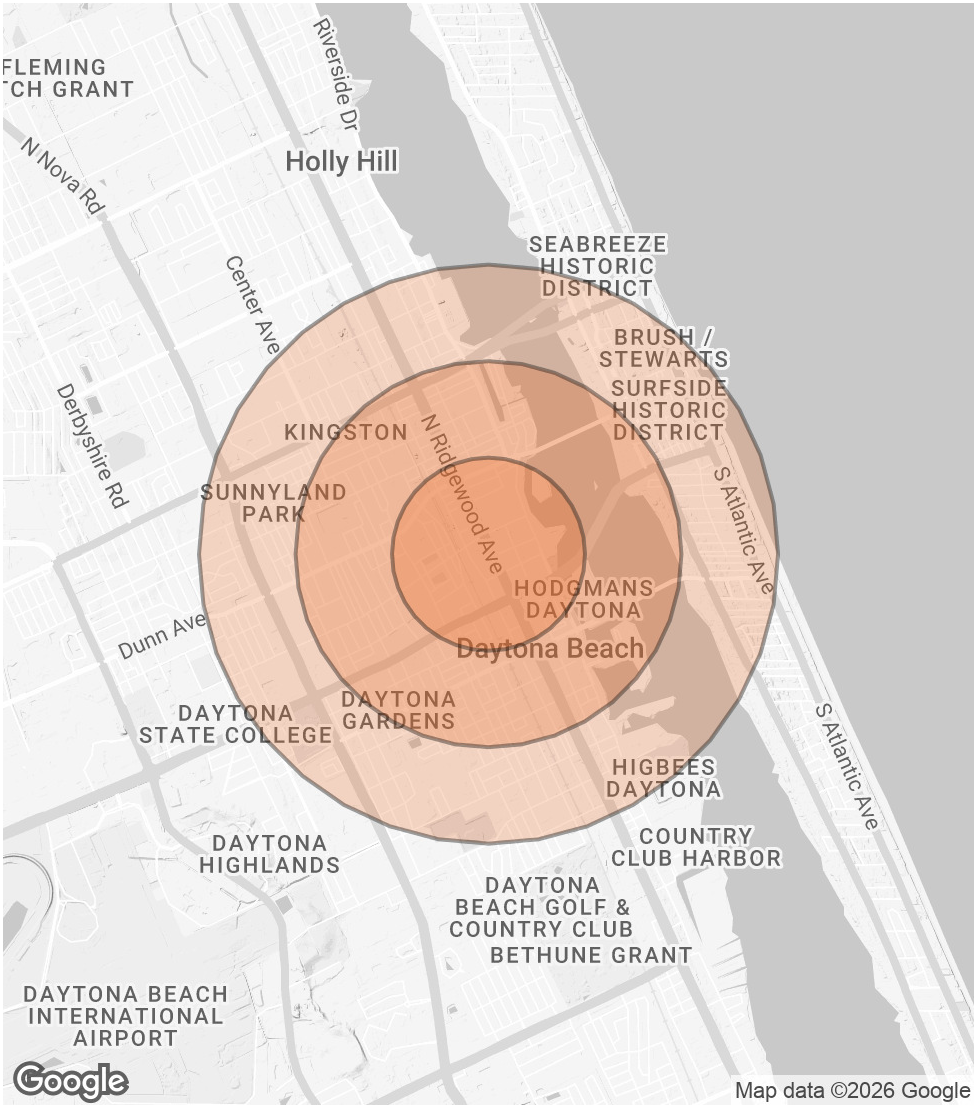 FLEMING
TCH GRANT
Riverside Dr
N Nova Rd
Holly Hill
SEABREEZE
HISTORIC
DISTRICT
Center Ave
BRUSH /
STEWARTS
SURFSIDE
HISTORIC
DISTRICT
Derbyshire Rd
KINGSTON
N Ridgewood Ave
SUNNYLAND
PARK
S Atlantic Ave
HODGMANS
DAYTONA
Dunn Ave
Daytona Beach
DAYTONA
GARDENS
DAYTONA
STATE COLLEGE
S Atlantic Ave
HIGBEES
DAYTONA
DAYTONA
HIGHLANDS
COUNTRY
CLUB HARBOR
DAYTONA
BEACH GOLF &
COUNTRY CLUB
BETHUNE GRANT
DAYTONA BEACH
INTERNATIONAL
AIRPORT
Google
Map data ©2026 Google